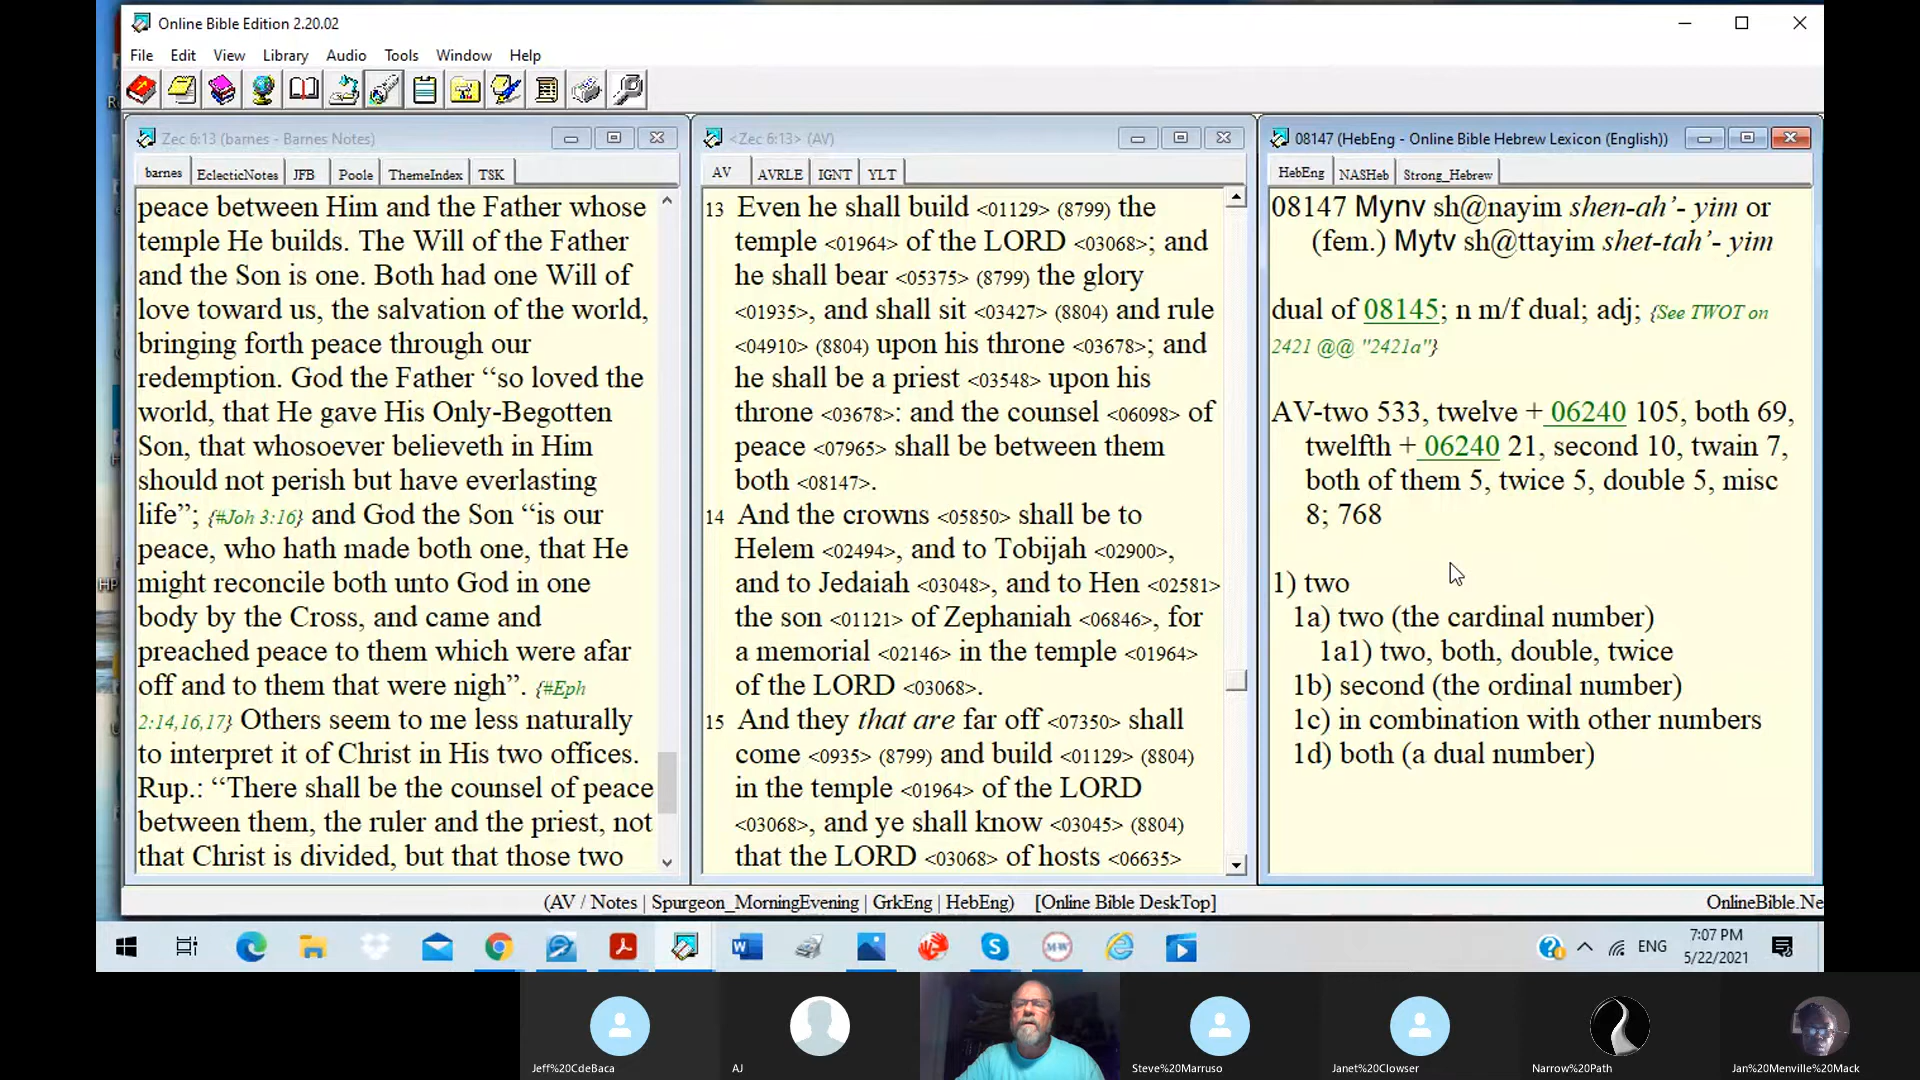 Online Bible Edition 2.20.02
File Edit View Library Audio Tools Window Help
Zec 6:13 (barnes - Barnes Notes)
barnes EclecticNotes JFB Poole ThemeIndex TSK
peace between Him and the Father whose
temple He builds. The Will of the Father
and the Son is one. Both had one Will of
love toward us, the salvation of the world,
bringing forth peace through our
redemption. God the Father “so loved the
world, that He gave His Only-Begotten
Son, that whosoever believeth in Him
should not perish but have everlasting
life”; {#Joh 3:16} and God the Son “is our
peace, who hath made both one, that He
might reconcile both unto God in one
body by the Cross, and came and
preached peace to them which were afar
off and to them that were nigh”. {#Eph
2:14,16,17} Others seem to me less naturally
to interpret it of Christ in His two offices.
Rup.: “There shall be the counsel of peace
between them, the ruler and the priest, not
that Christ is divided, but that those two
<Zec 6:13> (AV)
AV AVRLE IGNT YLT
13 Even he shall build <01129> (8799) the
temple <01964> of the LORD <03068>; and
he shall bear <05375> (8799) the glory
<01935>, and shall sit <03427> (8804) and rule
<04910> (8804) upon his throne <03678>; and
he shall be a priest <03548> upon his
throne <03678>: and the counsel <06098> of
peace <07965> shall be between them
both <08147>.
14 And the crowns <05850> shall be to
Helem <02494>, and to Tobijah <02900>,
and to Jedaiah <03048>, and to Hen <02581>
the son <01121> of Zephaniah <06846>, for
a memorial <02146> in the temple <01964>
of the LORD <03068>.
15 And they that are far off <07350> shall
come <0935> (8799) and build <01129> (8804)
in the temple <01964> of the LORD
<03068>, and ye shall know <03045> (8804)
that the LORD <03068> of hosts <06635>
08147 (HebEng - Online Bible Hebrew Lexicon (English))
HebEng NASHeb Strong_Hebrew
08147 Mynv sh@nayim shen-ah’- yim or
(fem.) Mytv sh@ttayim shet-tah’- yim
dual of 08145; n m/f dual; adj; {See TWOT on
2421 @@ "2421a"}
AV-two 533, twelve + 06240 105, both 69,
twelfth + 06240 21, second 10, twain 7,
both of them 5, twice 5, double 5, misc
8; 768
1) two
1a) two (the cardinal number)
1a1) two, both, double, twice
1b) second (the ordinal number)
1c) in combination with other numbers
1d) both (a dual number)
(AV / Notes | Spurgeon_MorningEvening | GrkEng | HebEng) [Online Bible DeskTop]
OnlineBible.Ne
HP
W
S
M-W
ENG
7:07 PM
5/22/2021
Jeff%20CdeBaca
AJ
Steve%20Marruso
Janet%20Clowser
Narrow%20Path
Jan%20Menville%20Mack